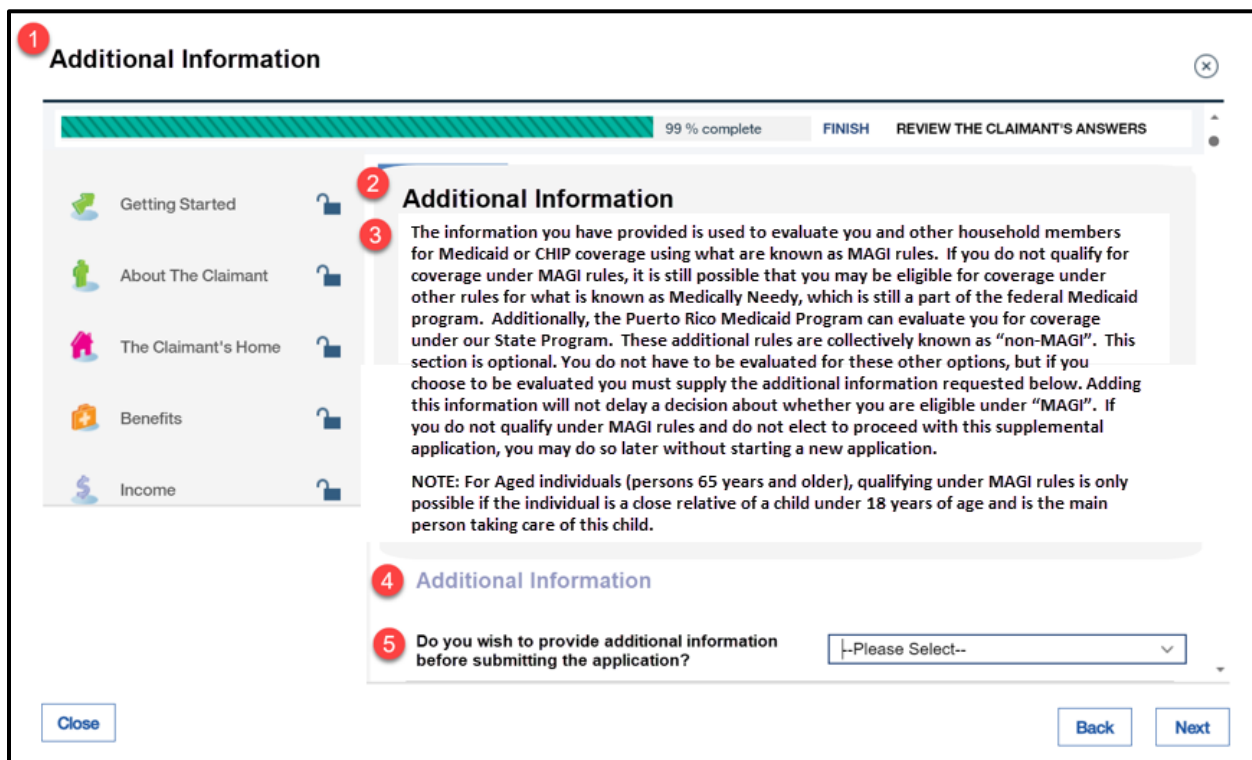 1
Additional Information
99 % complete FINISH REVIEW THE CLAIMANT'S ANSWERS
Getting Started
About The Claimant
The Claimant's Home
Benefits
Income
2
Additional Information
3
The information you have provided is used to evaluate you and other household members
for Medicaid or CHIP coverage using what are known as MAGI rules.  If you do not qualify for
coverage under MAGI rules, it is still possible that you may be eligible for coverage under
other rules for what is known as Medically Needy, which is still a part of the federal Medicaid
program.  Additionally, the Puerto Rico Medicaid Program can evaluate you for coverage
under our State Program.  These additional rules are collectively known as “non-MAGI”.  This
section is optional. You do not have to be evaluated for these other options, but if you
choose to be evaluated you must supply the additional information requested below. Adding
this information will not delay a decision about whether you are eligible under “MAGI”.  If
you do not qualify under MAGI rules and do not elect to proceed with this supplemental
application, you may do so later without starting a new application.
NOTE: For Aged individuals (persons 65 years and older), qualifying under MAGI rules is only
possible if the individual is a close relative of a child under 18 years of age and is the main
person taking care of this child.
4
Additional Information
5
Do you wish to provide additional information
before submitting the application?
--Please Select--
Close
Back
Next